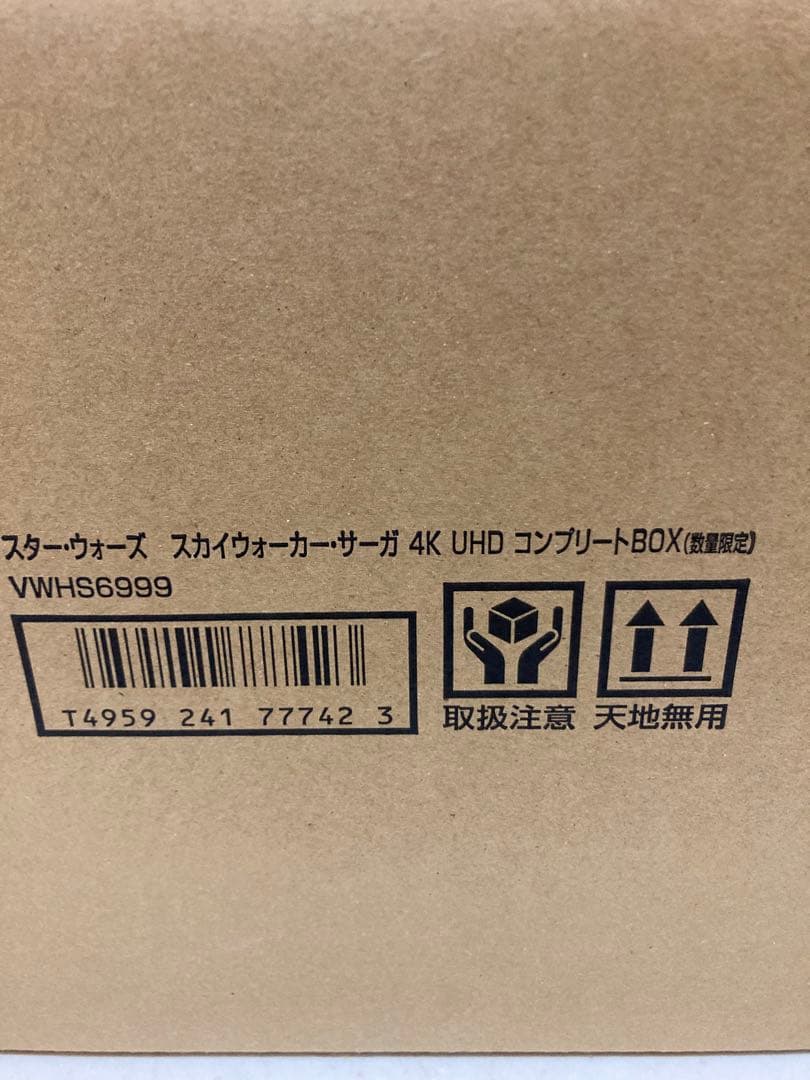 スター・ウォーズ　スカイウォーカー・サーガ 4K UHD コンプリートBOX(数量限定)
VWHS6999
T4959 241 77742 3
取扱注意 天地無用